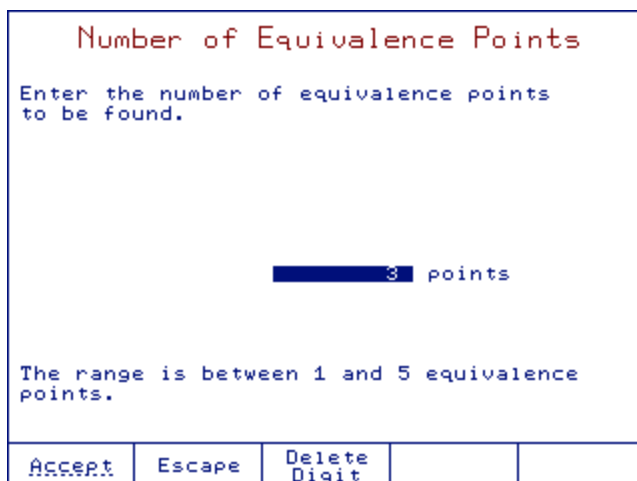 Number of Equivalence Points
Enter the number of equivalence points
to be found.
3 points
The range is between 1 and 5 equivalence
points.
Accept
Escape
Delete
Digit